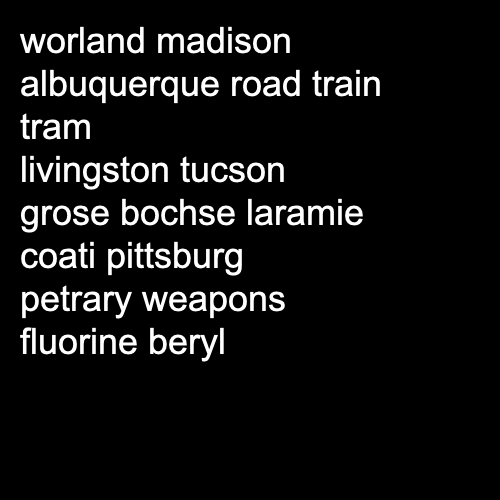 worland madison
albuquerque road train
tram
livingston tucson
grose bochse laramie
coati pittsburg
petrary weapons
fluorine beryl